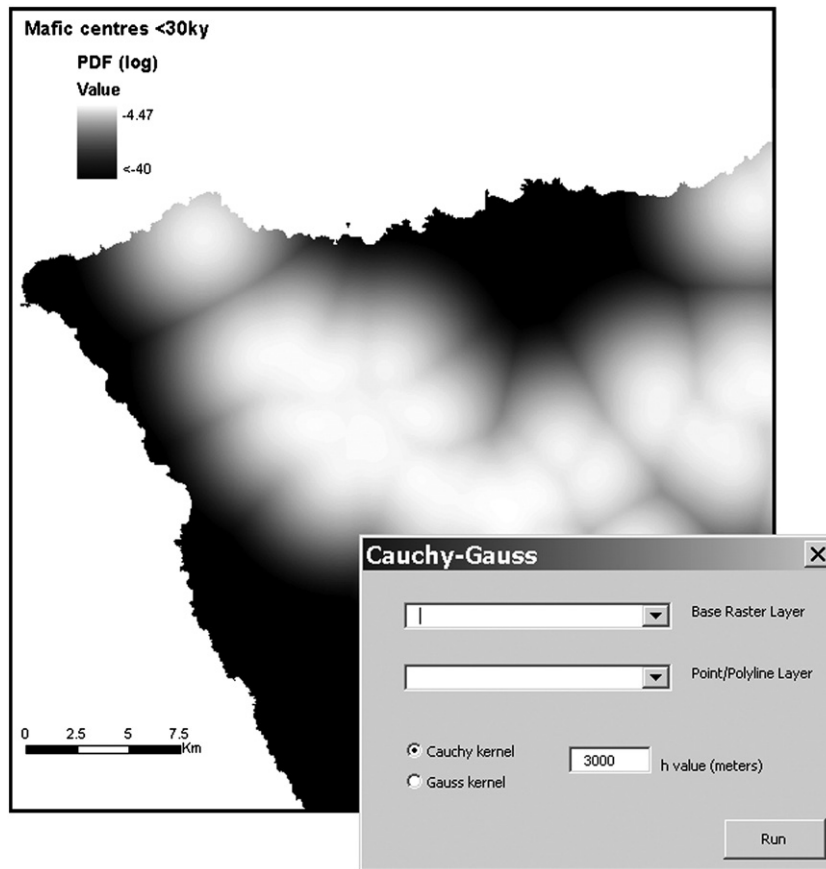 Mafic centres <30ky
PDF (log)
Value
-4.47
<-40
0 2.5 5 7.5
Km
Cauchy-Gauss
Base Raster Layer
Point/Polyline Layer
Cauchy kernel
3000 h value (meters)
Gauss kernel
Run